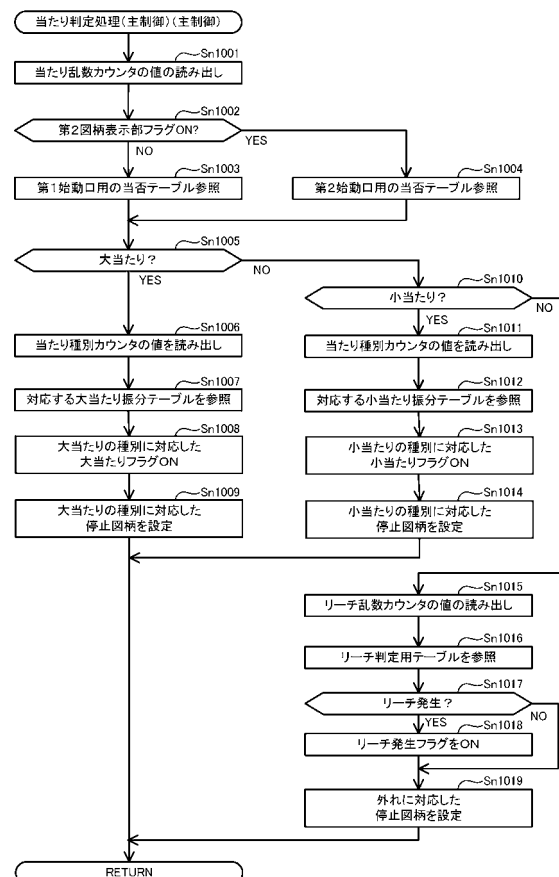 当たり判定処理(主制御)(主制御)
Sn1001
当たり乱数カウンタの値の読み出し
Sn1002
第2図柄表示部フラグON?
YES
NO
Sn1003
第1始動口用の当否テーブル参照
Sn1004
第2始動口用の当否テーブル参照
Sn1005
大当たり?
NO
YES
Sn1010
小当たり?
NO
YES
Sn1006
当たり種別カウンタの値を読み出し
Sn1011
当たり種別カウンタの値を読み出し
Sn1007
対応する大当たり振分テーブルを参照
Sn1012
対応する小当たり振分テーブルを参照
Sn1008
大当たりの種別に対応した
大当たりフラグON
Sn1013
小当たりの種別に対応した
小当たりフラグON
Sn1009
大当たりの種別に対応した
停止図柄を設定
Sn1014
小当たりの種別に対応した
停止図柄を設定
Sn1015
リーチ乱数カウンタの値の読み出し
Sn1016
リーチ判定用テーブルを参照
Sn1017
リーチ発生?
NO
YES
Sn1018
リーチ発生フラグをON
Sn1019
外れに対応した
停止図柄を設定
RETURN